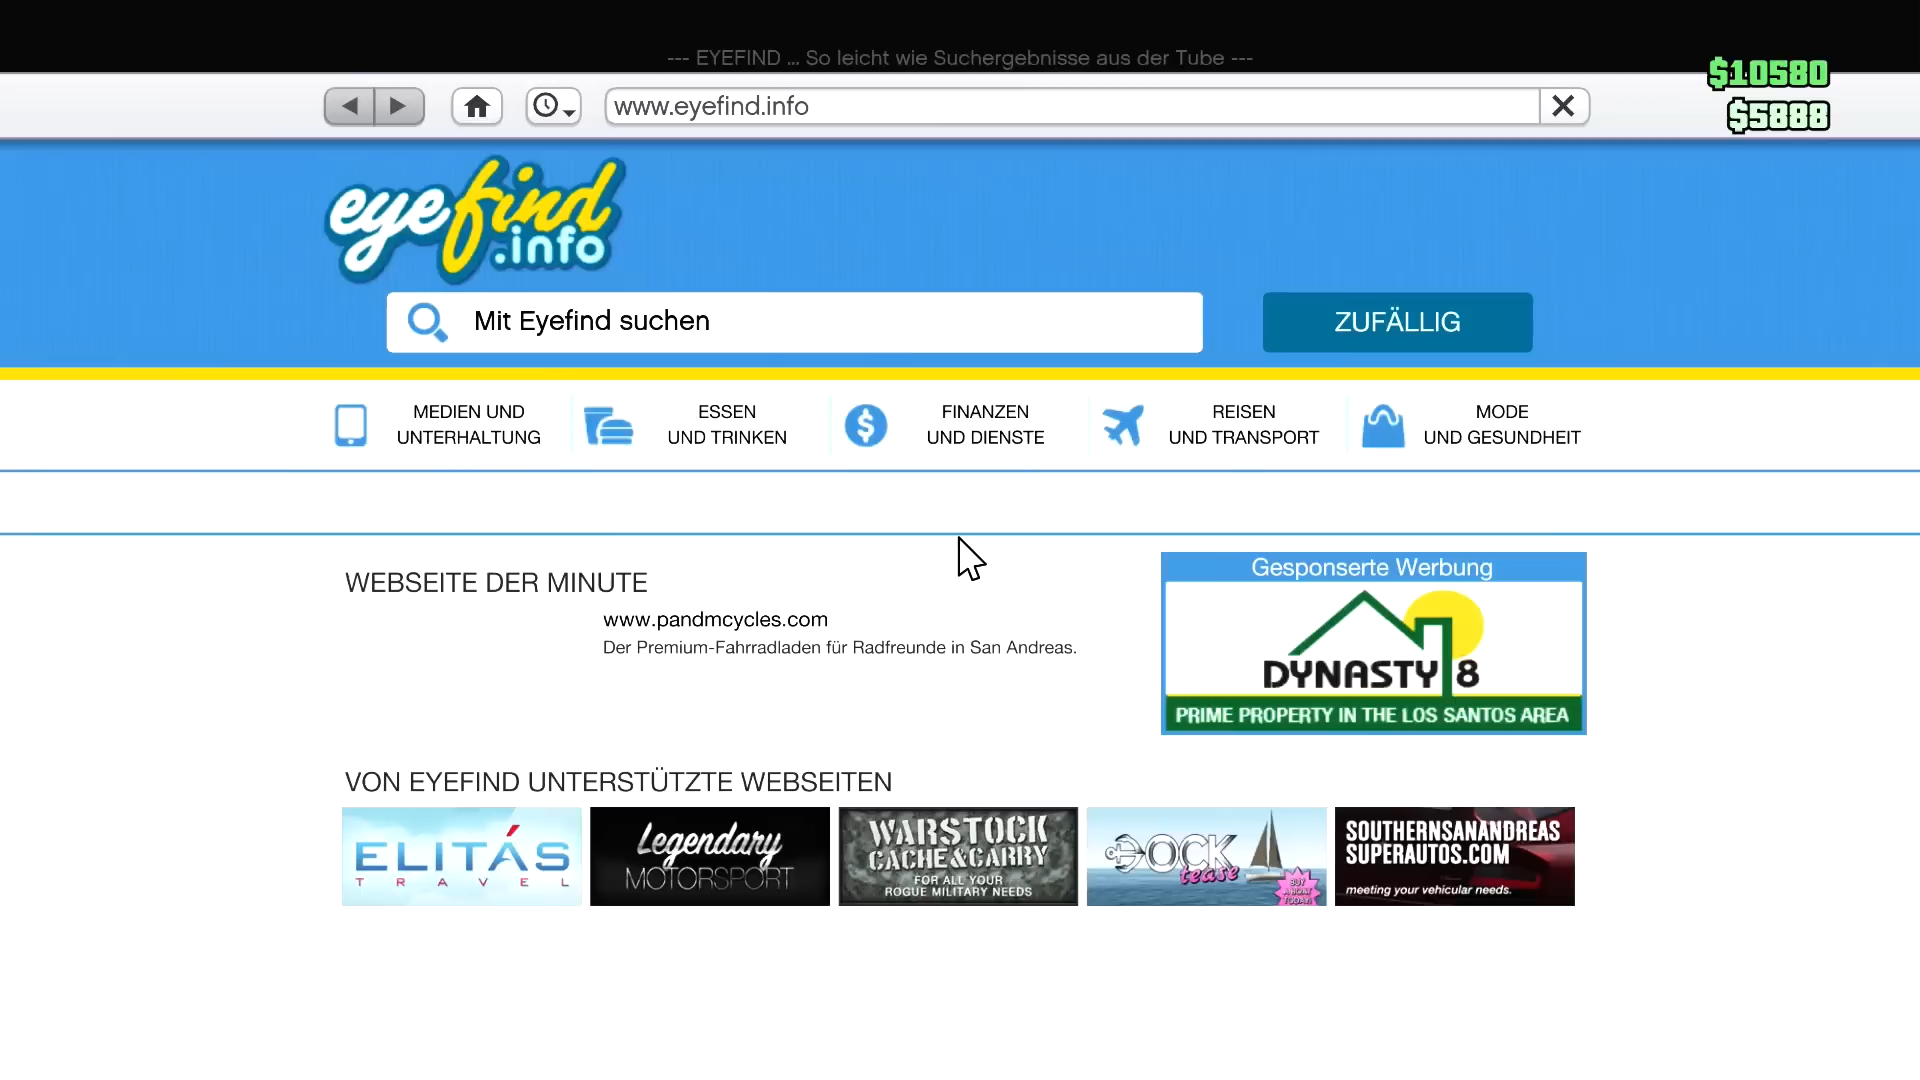 --- EYEFIND ... So leicht wie Suchergebnisse aus der Tube ---
www.eyefind.info
$10580
$5888
eyefind
.info
Mit Eyefind suchen
ZUFÄLLIG
MEDIEN UND
UNTERHALTUNG
ESSEN
UND TRINKEN
FINANZEN
UND DIENSTE
REISEN
UND TRANSPORT
MODE
UND GESUNDHEIT
WEBSEITE DER MINUTE
www.pandmcycles.com
Der Premium-Fahrradladen für Radfreunde in San Andreas.
Gesponserte Werbung
DYNASTY 8
PRIME PROPERTY IN THE LOS SANTOS AREA
VON EYEFIND UNTERSTÜTZTE WEBSEITEN
ELITÁS
TRAVEL
Legendary
MOTORSPORT
WARSTOCK
CACHE&CARRY
FOR ALL YOUR
ROGUE MILITARY NEEDS
DOCK
tease
BUY
A YACHT
TODAY!
SOUTHERNSANANDREAS
SUPERAUTOS.COM
meeting your vehicular needs.